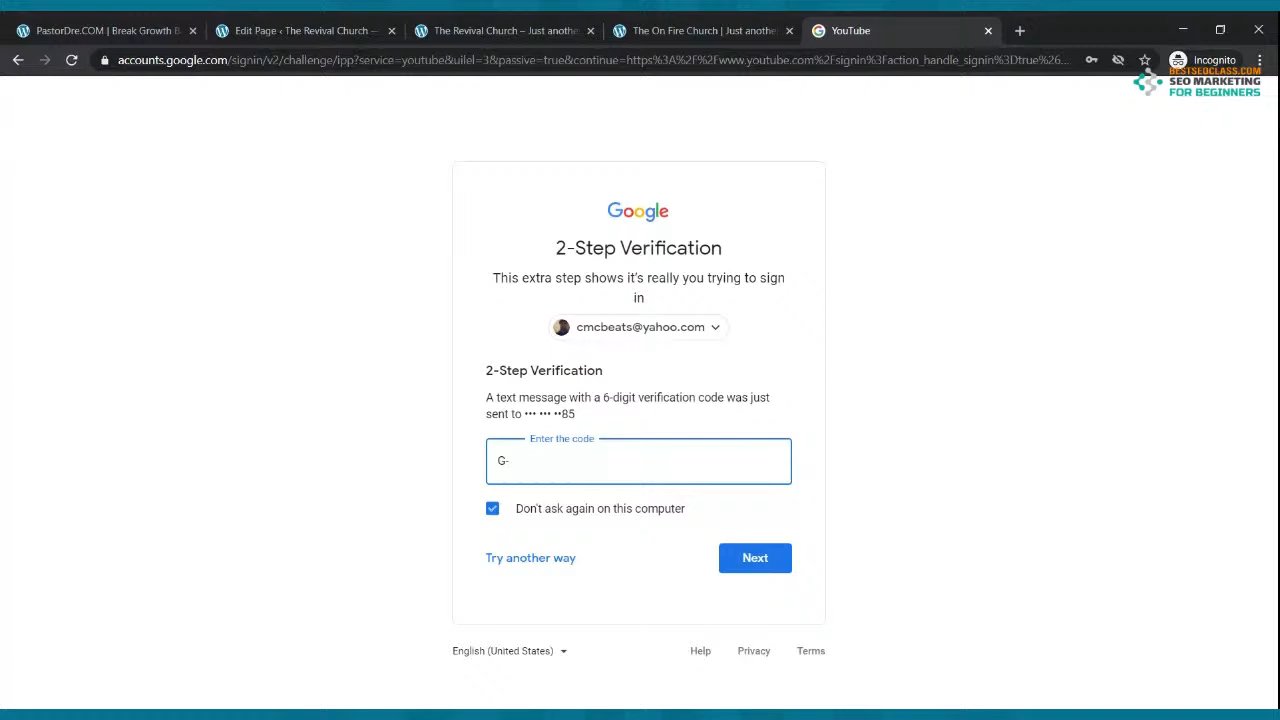 PastorDre.COM | Break Growth B
Edit Page ‹ The Revival Church —
The Revival Church – Just anothe
The On Fire Church | Just anothe
YouTube
accounts.google.com/signin/v2/challenge/ipp?service=youtube&uilel=3&passive=true&continue=https%3A%2F%2Fwww.youtube.com%2Fsignin%3Faction_handle_signin%3Dtrue%26...
Incognito
BESTSEOCLASS.COM
SEO MARKETING
FOR BEGINNERS
Google
2-Step Verification
This extra step shows it's really you trying to sign
in
cmcbeats@yahoo.com
2-Step Verification
A text message with a 6-digit verification code was just
sent to ••• ••• ••85
Enter the code
G-
Don't ask again on this computer
Try another way
Next
English (United States)
Help
Privacy
Terms